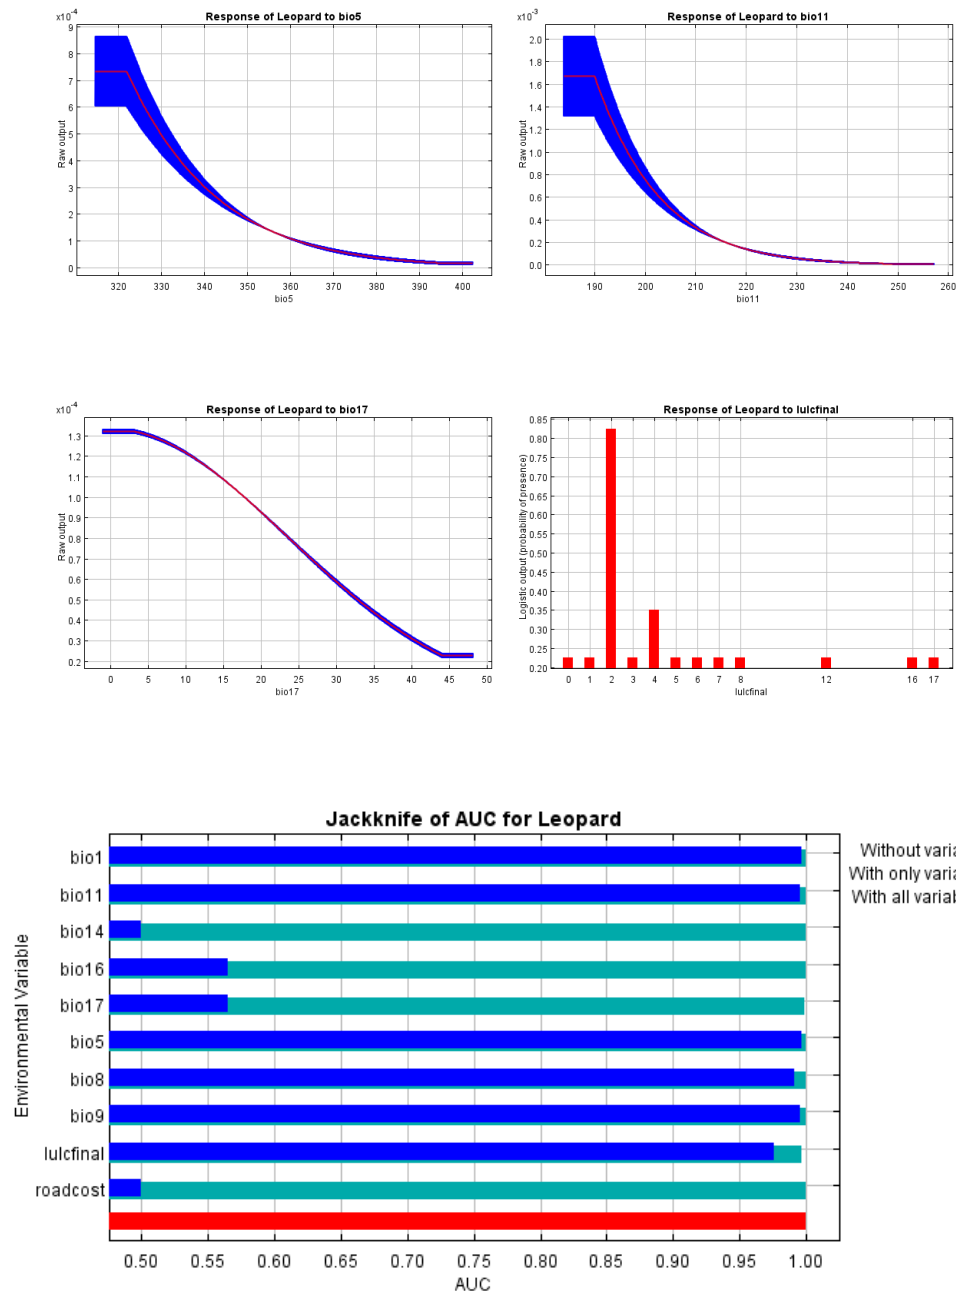 Response of Leopard to bio5
x10^-4
9
8
7
6
5
4
3
2
1
0
Raw output
320 330 340 350 360 370 380 390 400
bio5
Response of Leopard to bio11
x10^-3
2.0
1.8
1.6
1.4
1.2
1.0
0.8
0.6
0.4
0.2
0.0
Raw output
190 200 210 220 230 240 250 260
bio11
Response of Leopard to bio17
x10^-4
1.3
1.2
1.1
1.0
0.9
0.8
0.7
0.6
0.5
0.4
0.3
0.2
Raw output
0 5 10 15 20 25 30 35 40 45 50
bio17
Response of Leopard to lulcfinal
0.85
0.80
0.75
0.70
0.65
0.60
0.55
0.50
0.45
0.40
0.35
0.30
0.25
0.20
Logistic output (probability of presence)
0 1 2 3 4 5 6 7 8 12 16 17
lulcfinal
Jackknife of AUC for Leopard
Environmental Variable
bio1
bio11
bio14
bio16
bio17
bio5
bio8
bio9
lulcfinal
roadcost
0.50 0.55 0.60 0.65 0.70 0.75 0.80 0.85 0.90 0.95 1.00
AUC
Without varia
With only varia
With all variab